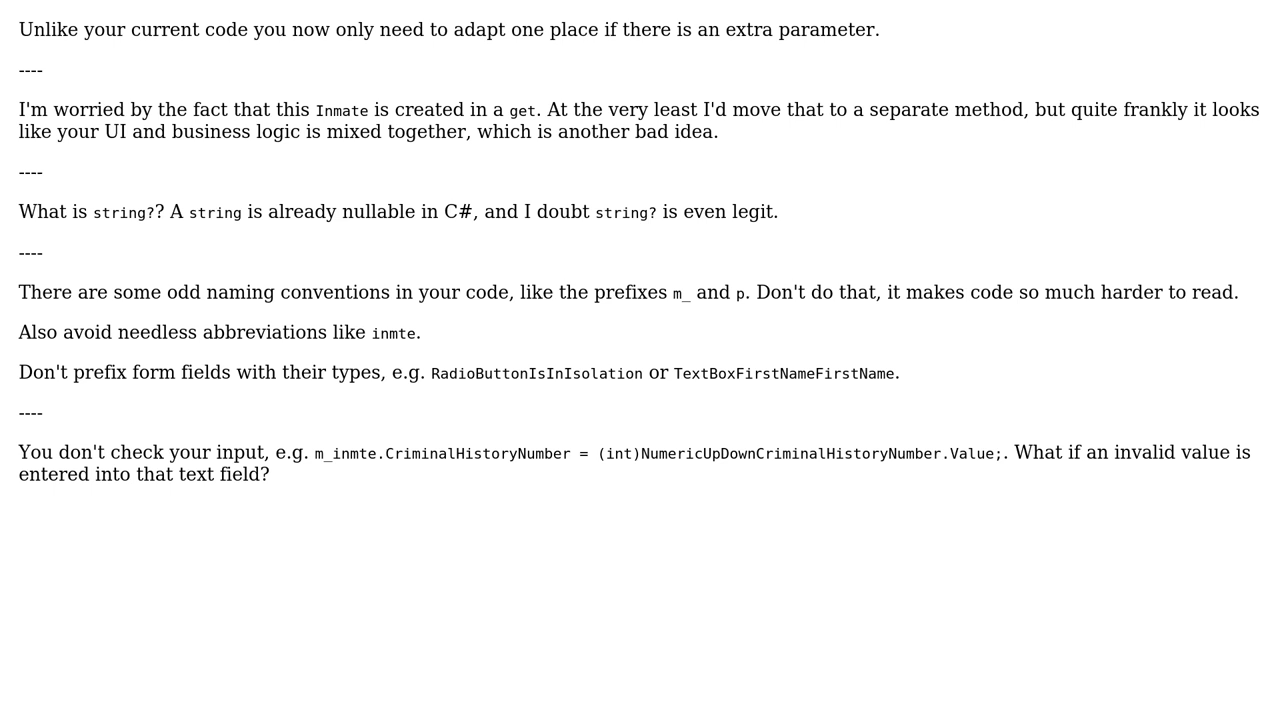 Unlike your current code you now only need to adapt one place if there is an extra parameter.
----
I'm worried by the fact that this Inmate is created in a get. At the very least I'd move that to a separate method, but quite frankly it looks
like your UI and business logic is mixed together, which is another bad idea.
----
What is string?? A string is already nullable in C#, and I doubt string? is even legit.
----
There are some odd naming conventions in your code, like the prefixes m_ and p. Don't do that, it makes code so much harder to read.
Also avoid needless abbreviations like inmte.
Don't prefix form fields with their types, e.g. RadioButtonIsInIsolation or TextBoxFirstNameFirstName.
----
You don't check your input, e.g. m_inmte.CriminalHistoryNumber = (int)NumericUpDownCriminalHistoryNumber.Value;. What if an invalid value is
entered into that text field?